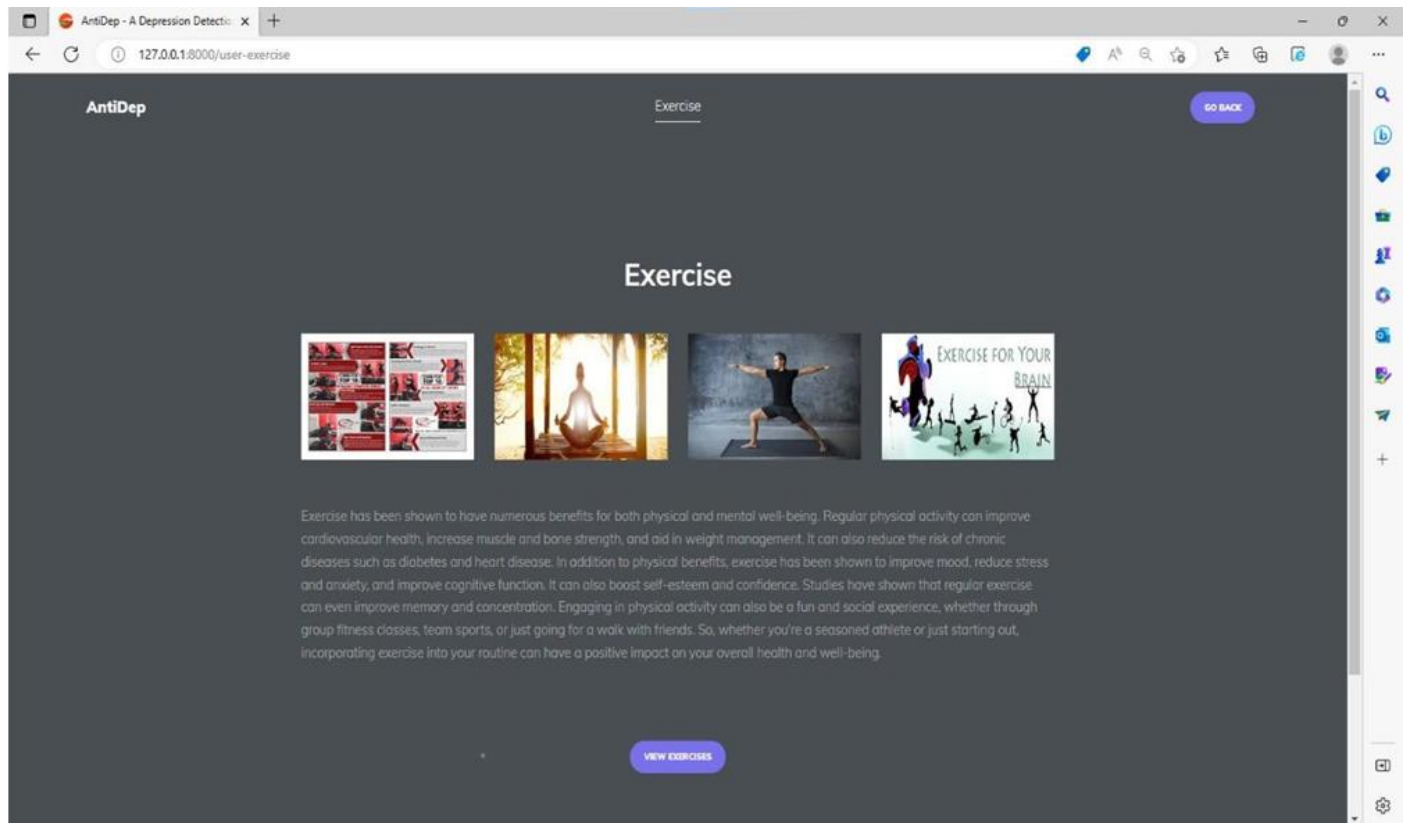 AntiDep - A Depression Detectio
127.0.0.1:8000/user-exercise
AntiDep
Exercise
GO BACK
Exercise
TOP 10
TOP 10
EXERCISE FOR YOUR
BRAIN
Exercise has been shown to have numerous benefits for both physical and mental well-being. Regular physical activity can improve
cardiovascular health, increase muscle and bone strength, and aid in weight management. It can also reduce the risk of chronic
diseases such as diabetes and heart disease. In addition to physical benefits, exercise has been shown to improve mood, reduce stress
and anxiety, and improve cognitive function. It can also boost self-esteem and confidence. Studies have shown that regular exercise
can even improve memory and concentration. Engaging in physical activity can also be a fun and social experience, whether through
group fitness classes, team sports, or just going for a walk with friends. So, whether you're a seasoned athlete or just starting out,
incorporating exercise into your routine can have a positive impact on your overall health and well-being.
VIEW EXERCISES